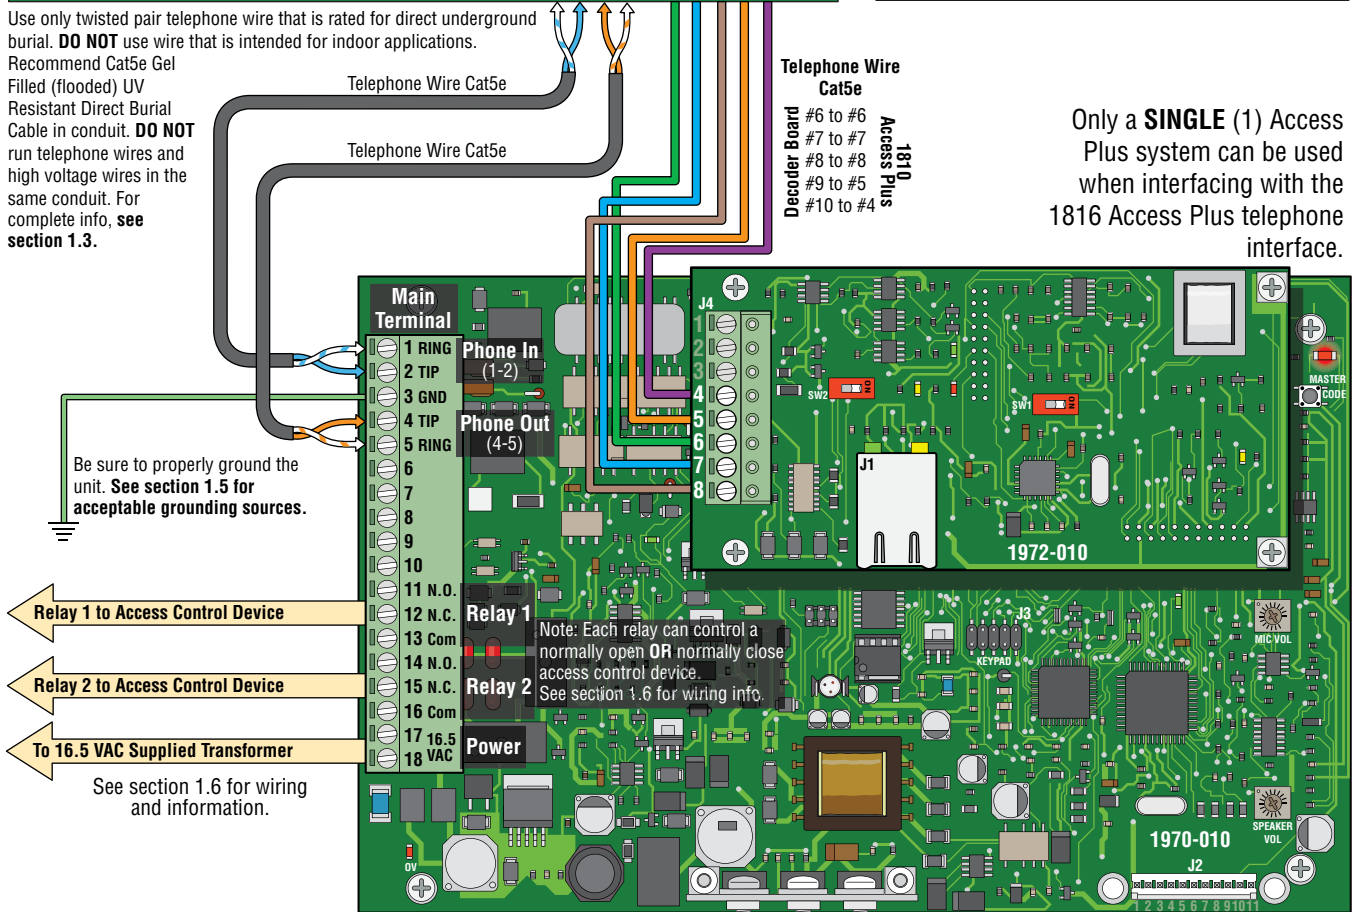 Use only twisted pair telephone wire that is rated for direct underground
burial. DO NOT use wire that is intended for indoor applications.
Recommend Cat5e Gel
Filled (flooded) UV
Resistant Direct Burial
Cable in conduit. DO NOT
run telephone wires and
high voltage wires in the
same conduit. For
complete info, see
section 1.3.
Telephone Wire Cat5e
Telephone Wire Cat5e
Telephone Wire
Cat5e
Decoder Board
#6 to #6
#7 to #7
#8 to #8
#9 to #5
#10 to #4
1810
Access Plus
Only a SINGLE (1) Access
Plus system can be used
when interfacing with the
1816 Access Plus telephone
interface.
Main
Terminal
1 RING
2 TIP
3 GND
4 TIP
5 RING
6
7
8
9
10
11 N.O.
12 N.C.
13 Com
14 N.O.
15 N.C.
16 Com
17 16.5
18 VAC
Phone In
(1-2)
Phone Out
(4-5)
Relay 1
Relay 2
Power
Be sure to properly ground the
unit. See section 1.5 for
acceptable grounding sources.
Relay 1 to Access Control Device
Relay 2 to Access Control Device
To 16.5 VAC Supplied Transformer
See section 1.6 for wiring
and information.
Note: Each relay can control a
normally open OR normally close
access control device.
See section 1.6 for wiring info.
J4
1
2
3
4
5
6
7
8
SW2
ON
SW1
ON
J1
1972-010
MASTER
CODE
J3
KEYPAD
MIC VOL
SPEAKER
VOL
1970-010
J2
1 2 3 4 5 6 7 8 9 10 11
0V